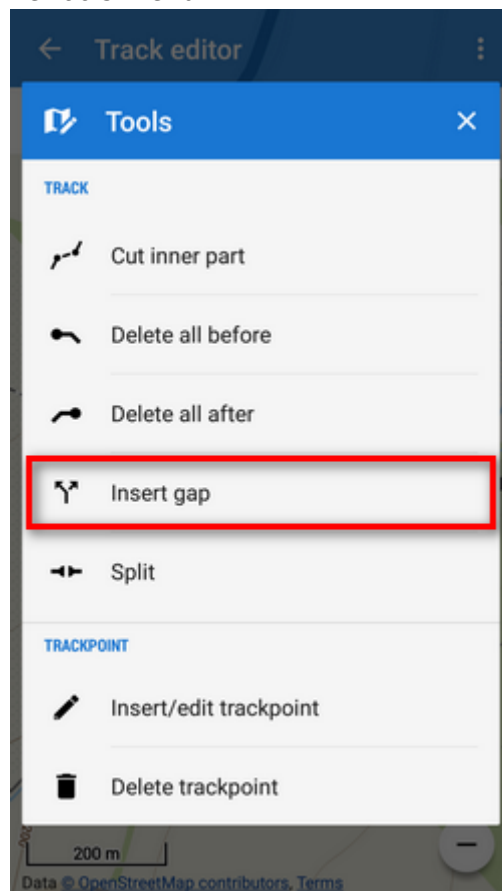 Track editor
Tools
TRACK
Cut inner part
Delete all before
Delete all after
Insert gap
Split
TRACKPOINT
Insert/edit trackpoint
Delete trackpoint
200
200 m
Data © OpenStreetMap contributors, Terms